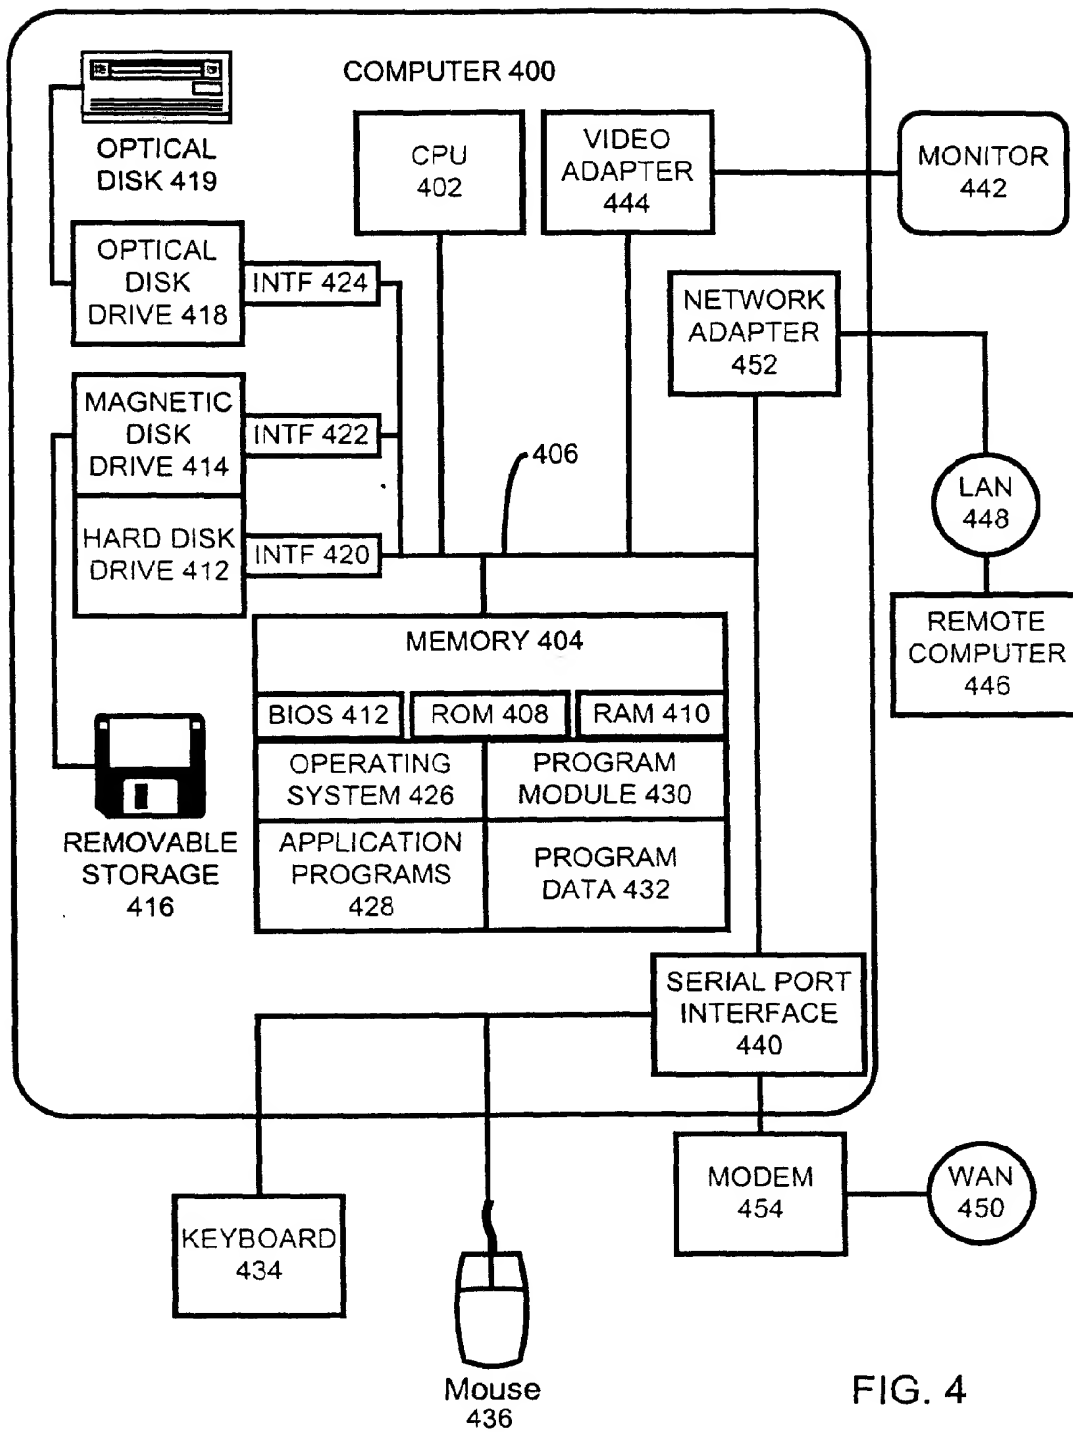 COMPUTER 400
OPTICAL
DISK 419
CPU
402
VIDEO
ADAPTER
444
MONITOR
442
OPTICAL
DISK
DRIVE 418
INTF 424
NETWORK
ADAPTER
452
MAGNETIC
DISK
DRIVE 414
INTF 422
406
LAN
448
HARD DISK
DRIVE 412
INTF 420
REMOTE
COMPUTER
446
MEMORY 404
BIOS 412
ROM 408
RAM 410
OPERATING
SYSTEM 426
PROGRAM
MODULE 430
APPLICATION
PROGRAMS
428
PROGRAM
DATA 432
REMOVABLE
STORAGE
416
SERIAL PORT
INTERFACE
440
MODEM
454
WAN
450
KEYBOARD
434
Mouse
436
FIG. 4